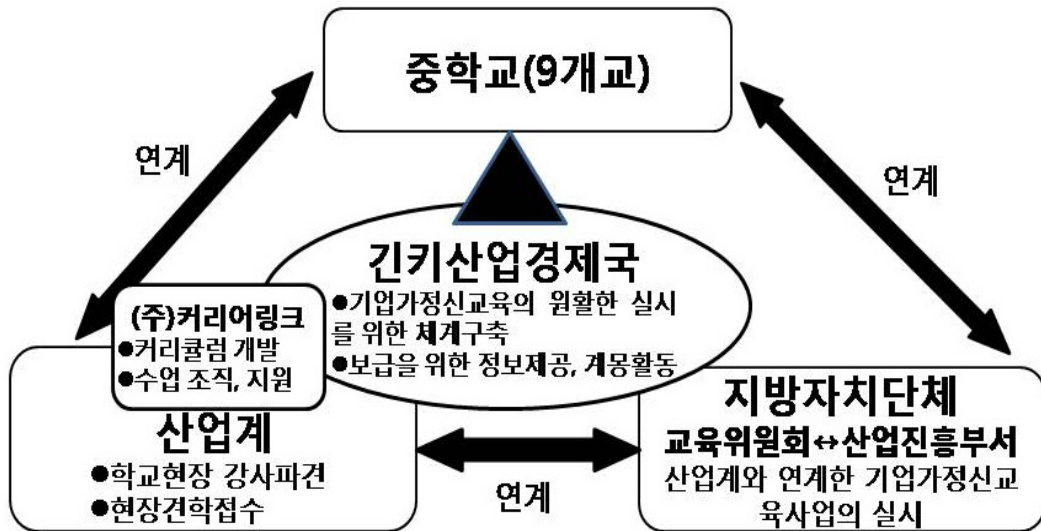 중학교(9개교)
연계
연계
긴키산업경제국
●기업가정신교육의 원활한 실시
를 위한 체계구축
●보급을 위한 정보제공, 계몽활동
(주)커리어링크
●커리큘럼 개발
●수업 조직, 지원
산업계
●학교현장 강사파견
●현장견학접수
연계
지방자치단체
교육위원회↔산업진흥부서
산업계와 연계한 기업가정신교
육사업의 실시